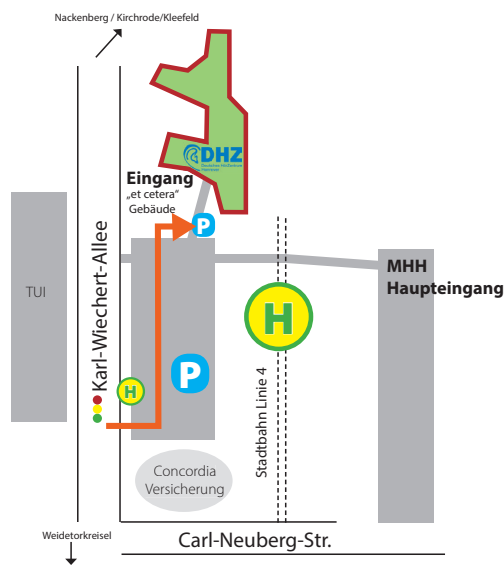 Nackenberg / Kirchrode/Kleefeld
DHZ
Eingang
„et cetera“
Gebäude
P
MHH
Haupteingang
TUI
Karl-Wiechert-Allee
H
P
H
Stadtbahn Linie 4
Concordia
Versicherung
Weidetorkreisel
Carl-Neuberg-Str.